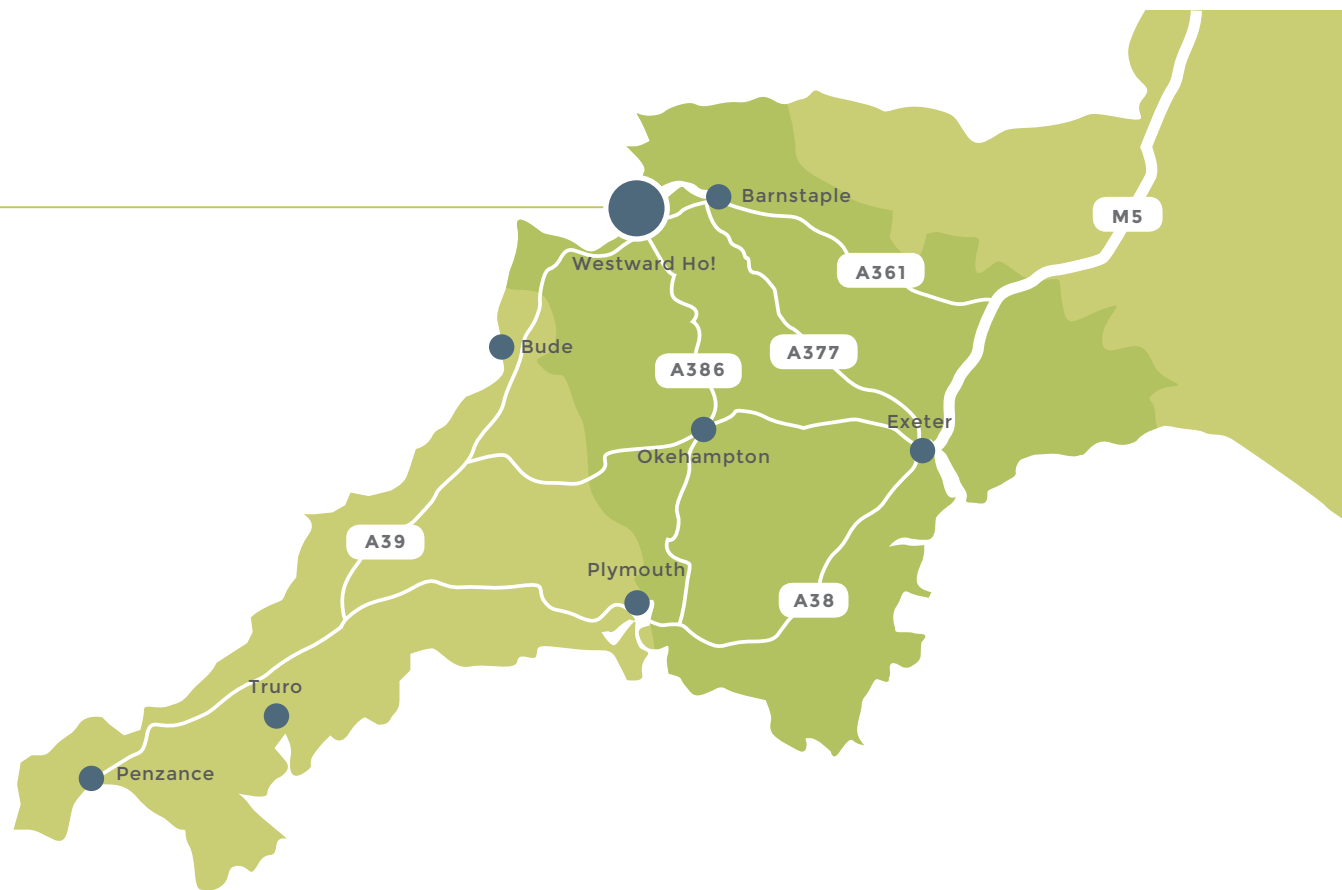 Barnstaple
M5
Westward Ho!
A361
Bude
A377
A386
Exeter
Okehampton
A39
Plymouth
A38
Truro
Penzance